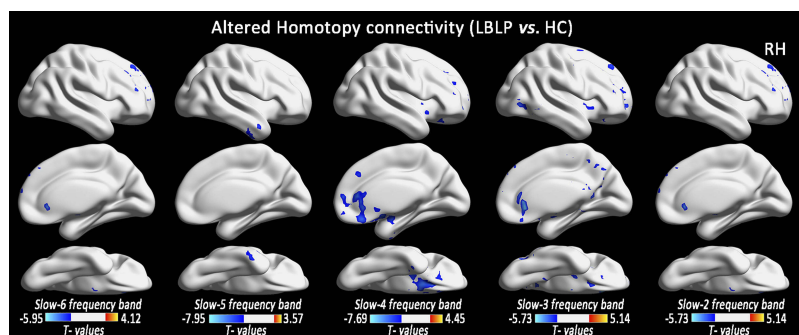 Altered Homotopy connectivity (LBLP vs. HC)
RH
Slow-6 frequency band
-5.95 4.12
T- values
Slow-5 frequency band
-7.95 3.57
T- values
Slow-4 frequency band
-7.69 4.45
T- values
Slow-3 frequency band
-5.73 5.14
T- values
Slow-2 frequency band
-5.73 5.14
T- values